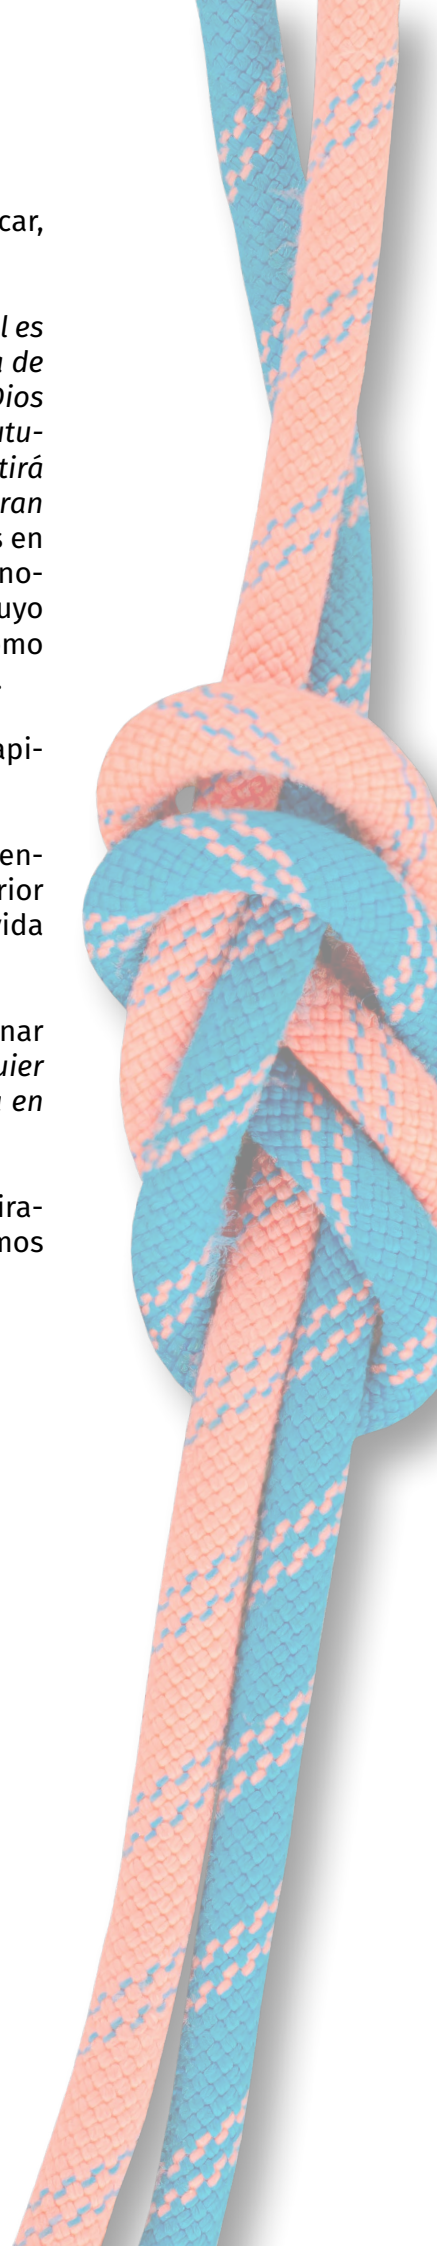 car,
l es
a de
Dios
utu-
tirá
ran
s en
no-
uyo
mo
.
api-
en-
rior
vida
nar
uier
a en
ira-
mos